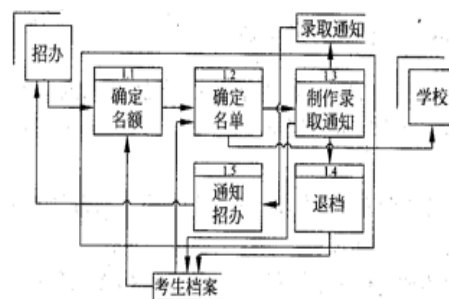 录取通知
招办
1.1
确定
名额
1.2
确定
名单
1.3
制作录
取通知
学校
1.5
通知
招办
1.4
退档
考生档案